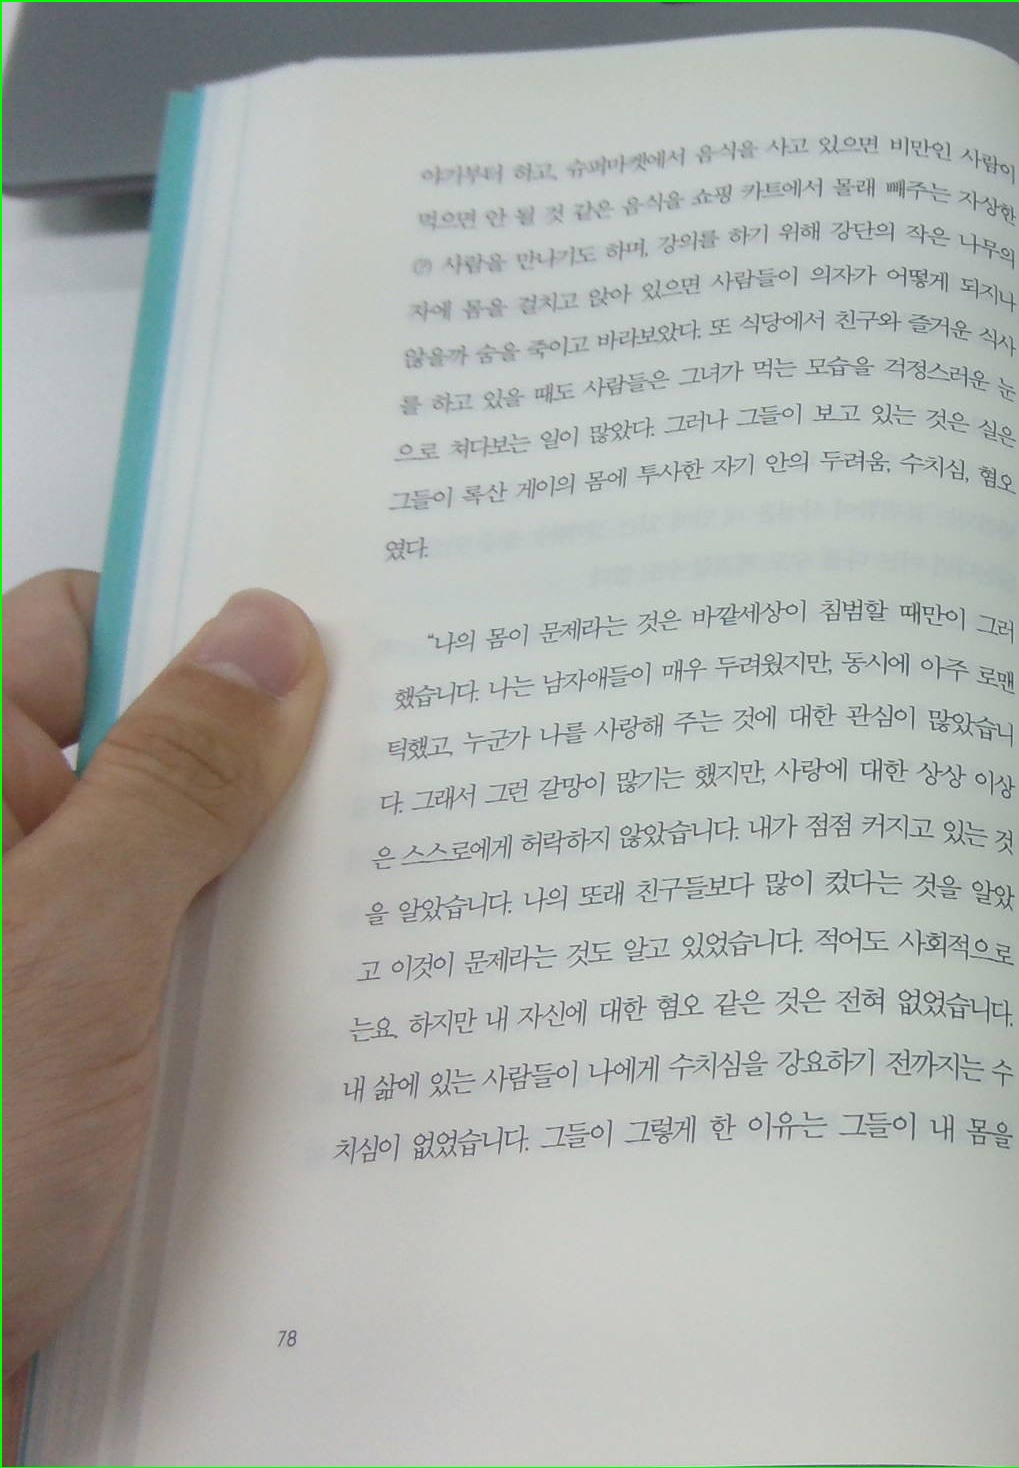 야기부터 하고, 슈퍼마켓에서 음식을 사고 있으면 비만인 사람이
먹으면 안 될 것 같은 음식을 쇼핑 카트에서 몰래 빼주는 자상한
(?) 사람을 만나기도 하며, 강의를 하기 위해 강단의 작은 나무의
자에 몸을 걸치고 앉아 있으면 사람들이 의자가 어떻게 되지나
않을까 숨을 죽이고 바라보았다. 또 식당에서 친구와 즐거운 식사
를 하고 있을 때도 사람들은 그녀가 먹는 모습을 걱정스러운 눈
으로 쳐다보는 일이 많았다. 그러나 그들이 보고 있는 것은 실은
그들이 록산 게이의 몸에 투사한 자기 안의 두려움, 수치심, 혐오
였다.
“나의 몸이 문제라는 것은 바깥세상이 침범할 때만이 그러
했습니다. 나는 남자애들이 매우 두려웠지만, 동시에 아주 로맨
틱했고, 누군가 나를 사랑해 주는 것에 대한 관심이 많았습니
다. 그래서 그런 갈망이 많기는 했지만, 사랑에 대한 상상 이상
은 스스로에게 허락하지 않았습니다. 내가 점점 커지고 있는 것
을 알았습니다. 나의 또래 친구들보다 많이 컸다는 것을 알았
고 이것이 문제라는 것도 알고 있었습니다. 적어도 사회적으로
는요. 하지만 내 자신에 대한 혐오 같은 것은 전혀 없었습니다.
내 삶에 있는 사람들이 나에게 수치심을 강요하기 전까지는 수
치심이 없었습니다. 그들이 그렇게 한 이유는 그들이 내 몸을
78